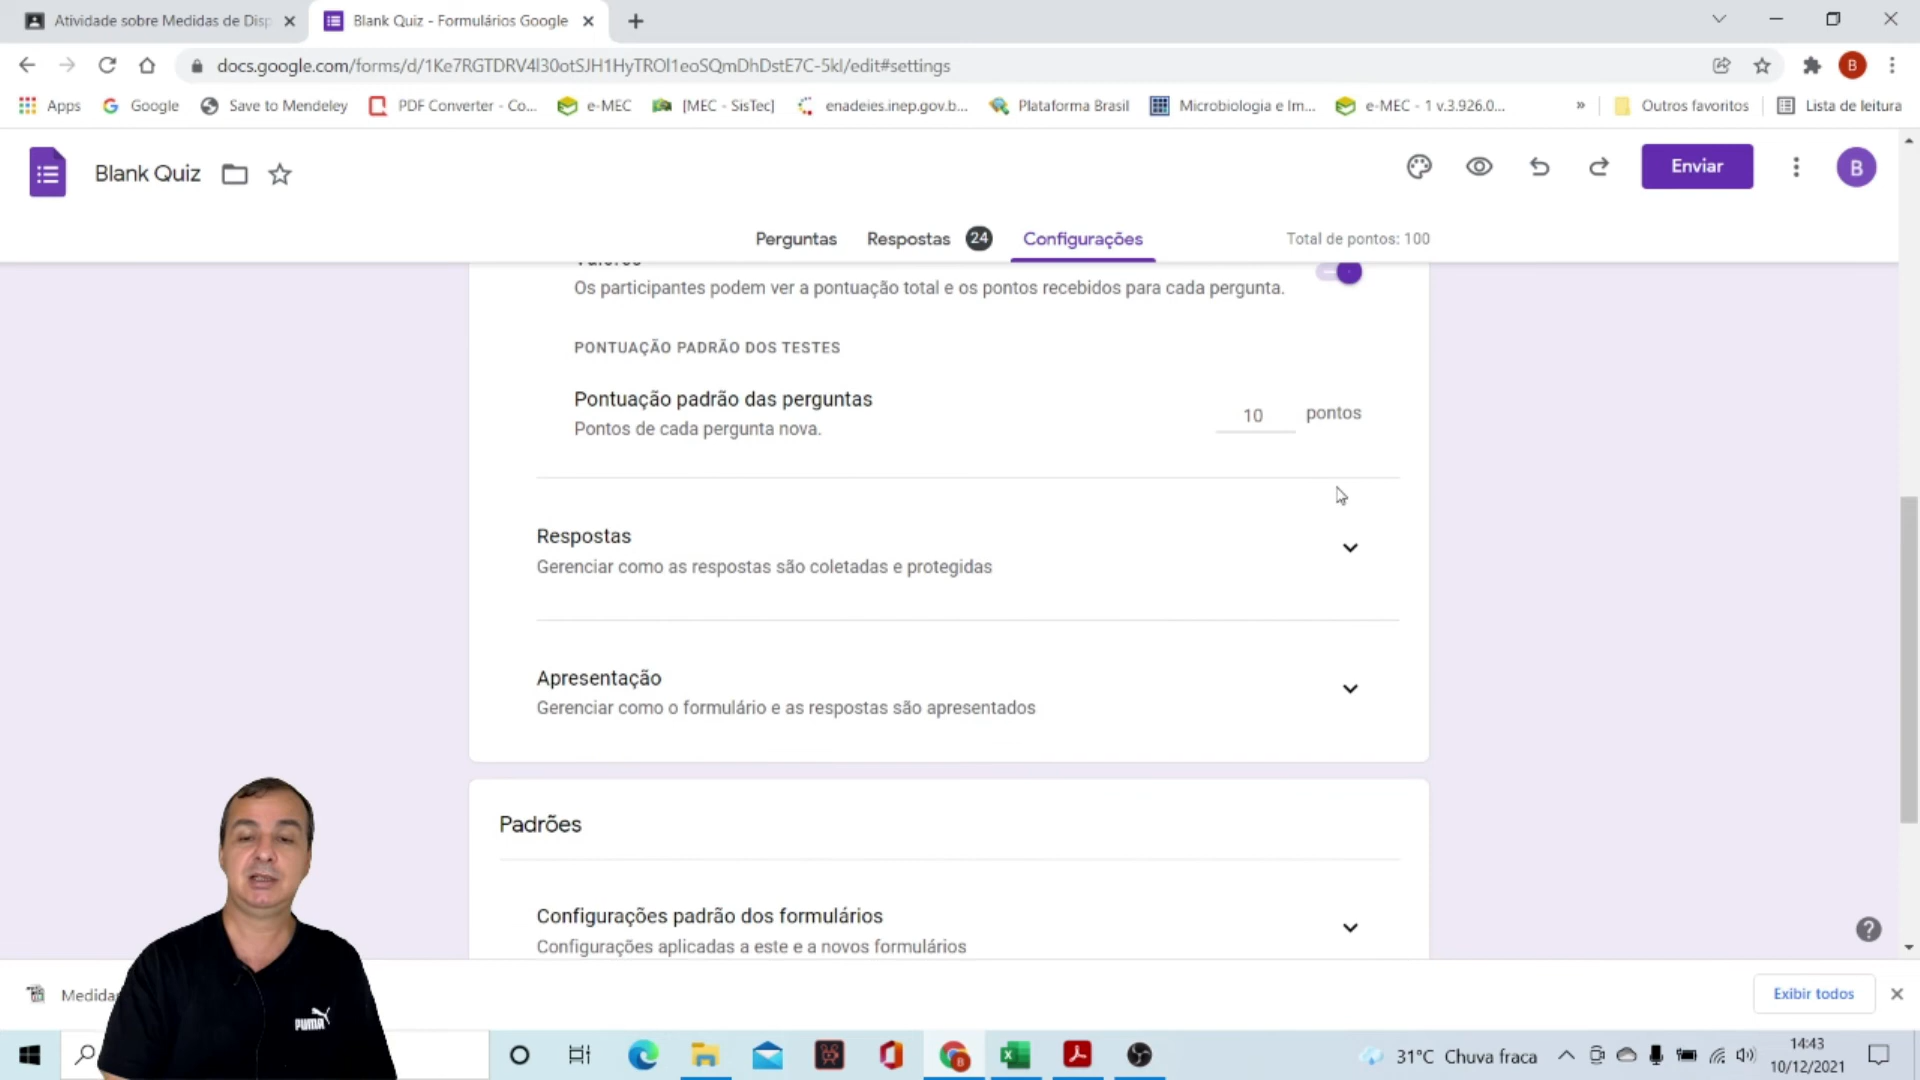 Atividade sobre Medidas de Disp
Blank Quiz - Formulários Google
docs.google.com/forms/d/1Ke7RGTDRV4l30otSJH1HyTROl1eoSQmDhDstE7C-5kI/edit#settings
B
Apps
Google
Save to Mendeley
PDF Converter - Co...
e-MEC
[MEC - SisTec]
enadeies.inep.gov.b...
Plataforma Brasil
Microbiologia e Im...
e-MEC - 1 v.3.926.0...
»
Outros favoritos
Lista de leitura
Blank Quiz
Enviar
B
Perguntas
Respostas 24
Configurações
Total de pontos: 100
Valores
Os participantes podem ver a pontuação total e os pontos recebidos para cada pergunta.
PONTUAÇÃO PADRÃO DOS TESTES
Pontuação padrão das perguntas
10 pontos
Pontos de cada pergunta nova.
Respostas
Gerenciar como as respostas são coletadas e protegidas
Apresentação
Gerenciar como o formulário e as respostas são apresentados
Padrões
Configurações padrão dos formulários
Configurações aplicadas a este e a novos formulários
Medidas
Exibir todos
PUMA
31°C Chuva fraca
14:43
10/12/2021